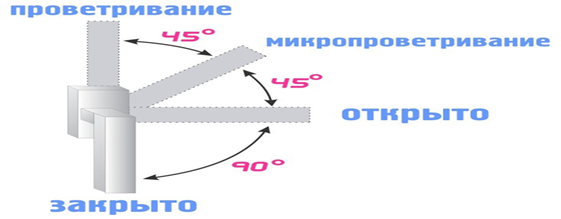 проветривание
45°
микропроветривание
45°
открыто
90°
закрыто